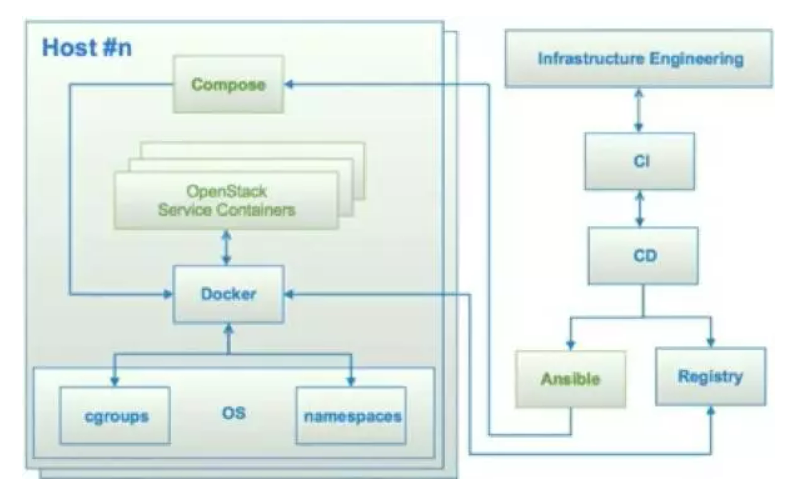 Host #n
Compose
OpenStack
Service Containers
Docker
cgroups
OS
namespaces
Infrastructure Engineering
CI
CD
Ansible
Registry